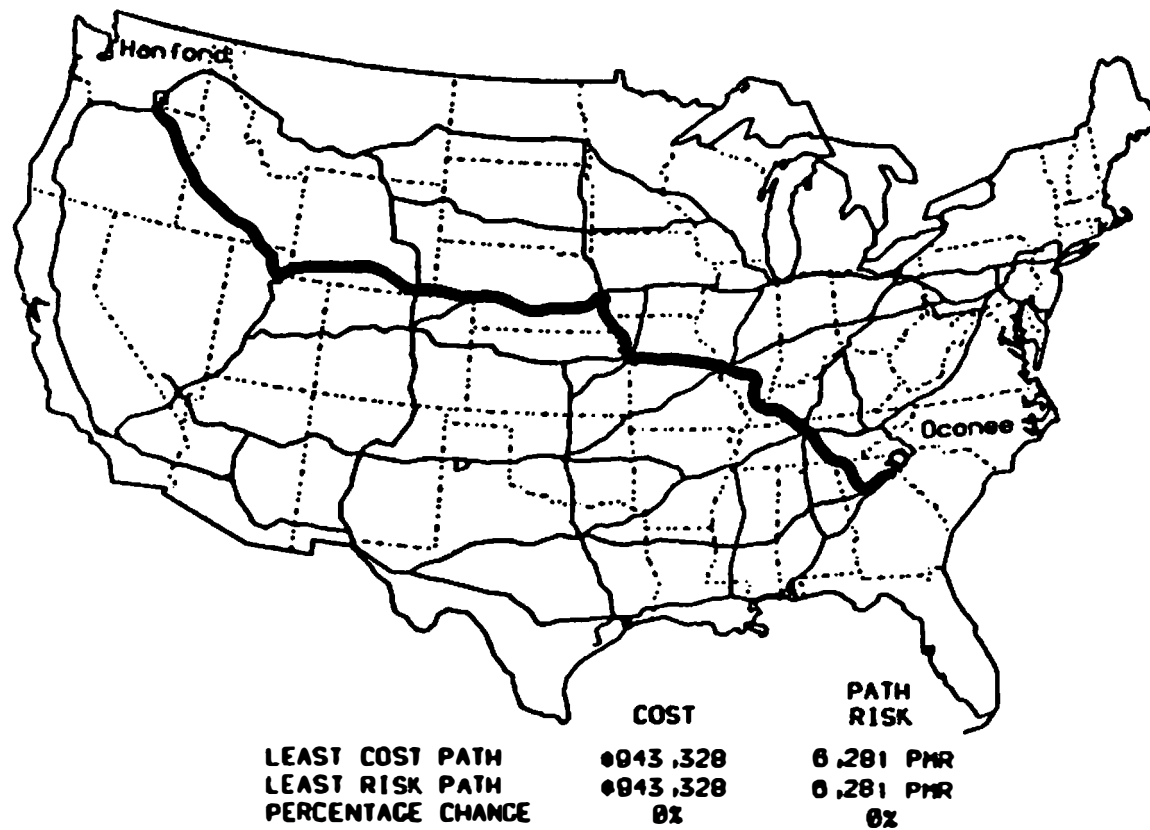 Hanford
Oconee
PATH
COST RISK
LEAST COST PATH $943,328 6,281 PMR
LEAST RISK PATH $943,328 6,281 PMR
PERCENTAGE CHANGE 0% 0%